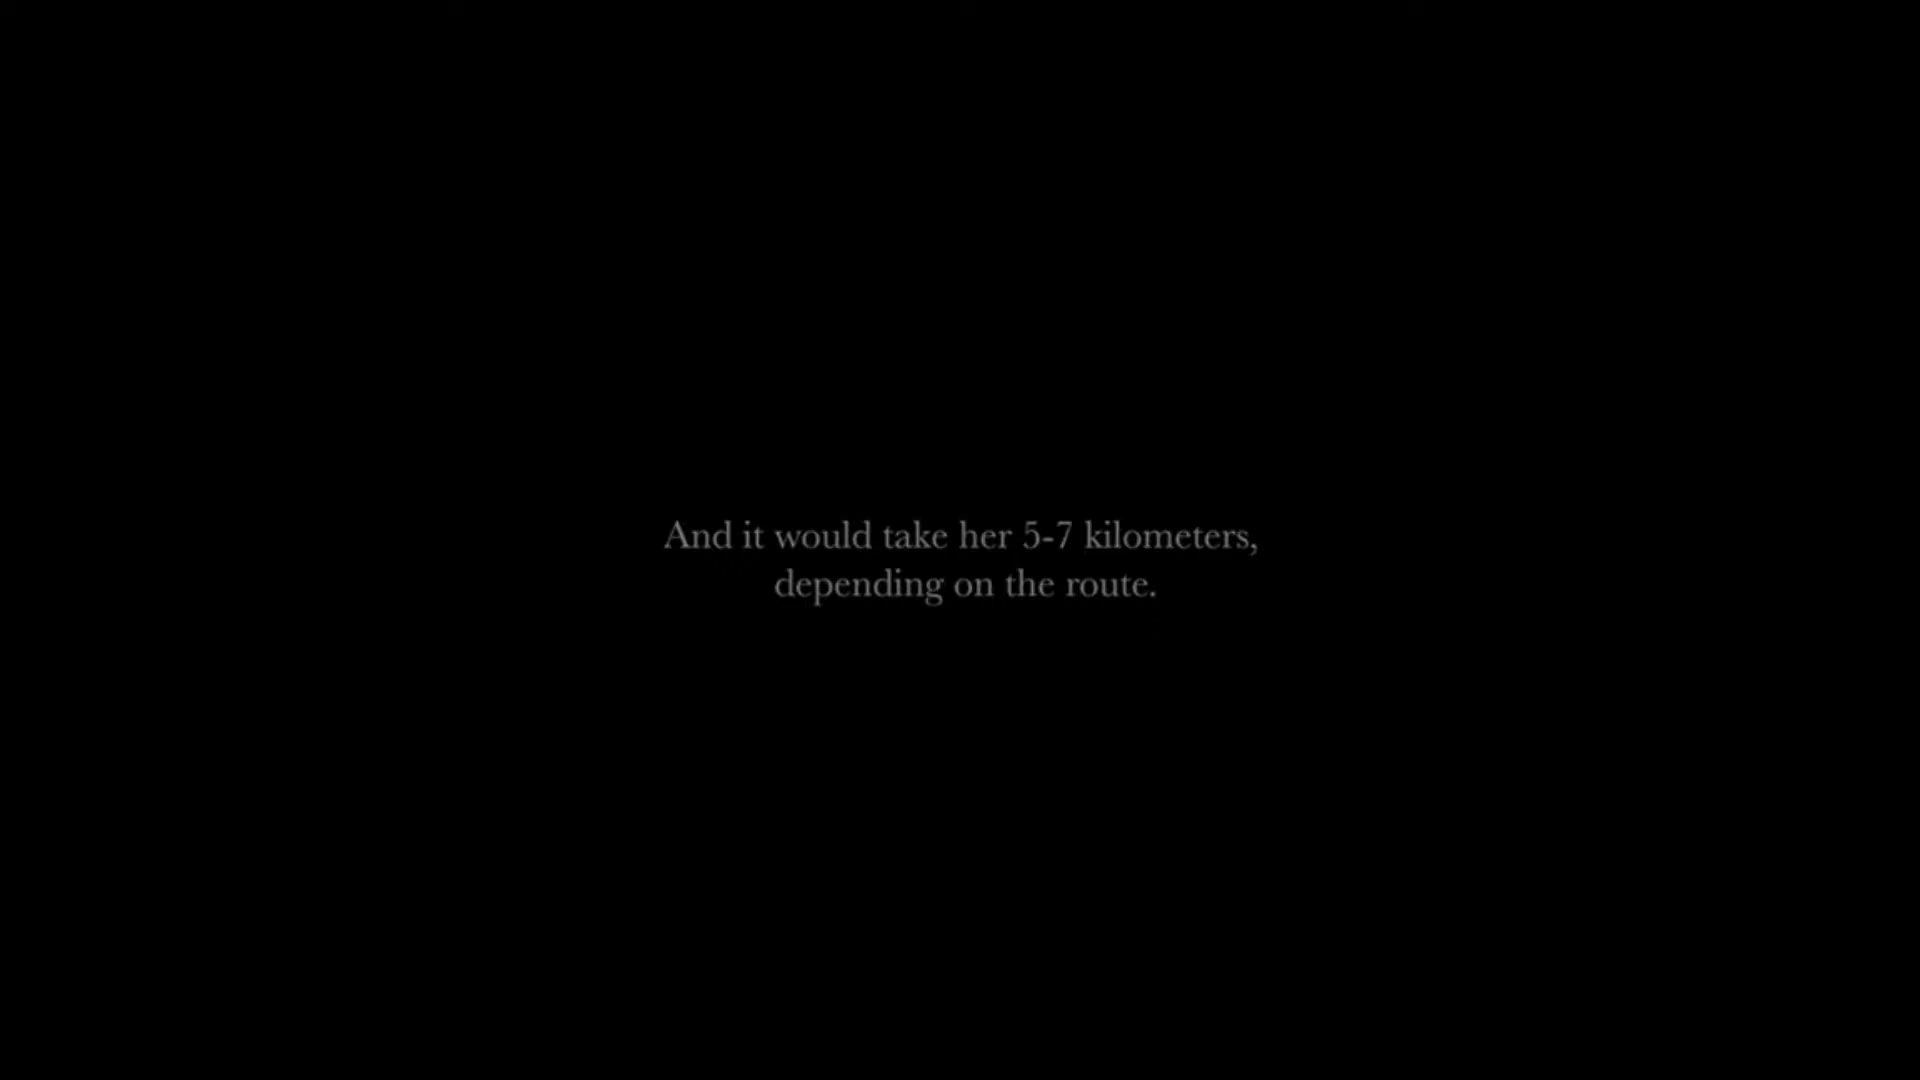 And it would take her 5-7 kilometers,
depending on the route.